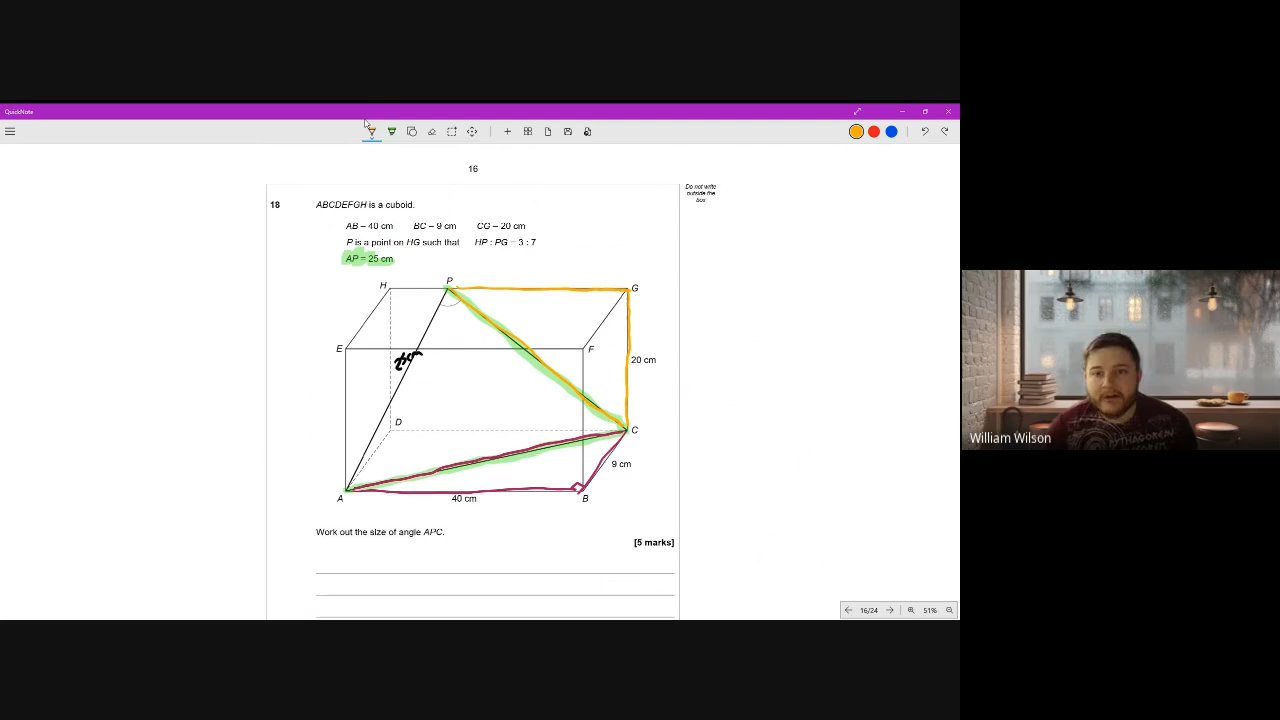 QuickNote
16
Do not write
outside the
box
18 ABCDEFGH is a cuboid.
AB = 40 cm BC = 9 cm CG = 20 cm
P is a point on HG such that HP : PG = 3 : 7
AP = 25 cm
H P G
E F
20 cm
D C
9 cm
A 40 cm B
William Wilson
Work out the size of angle APC.
[5 marks]
16/24 51%